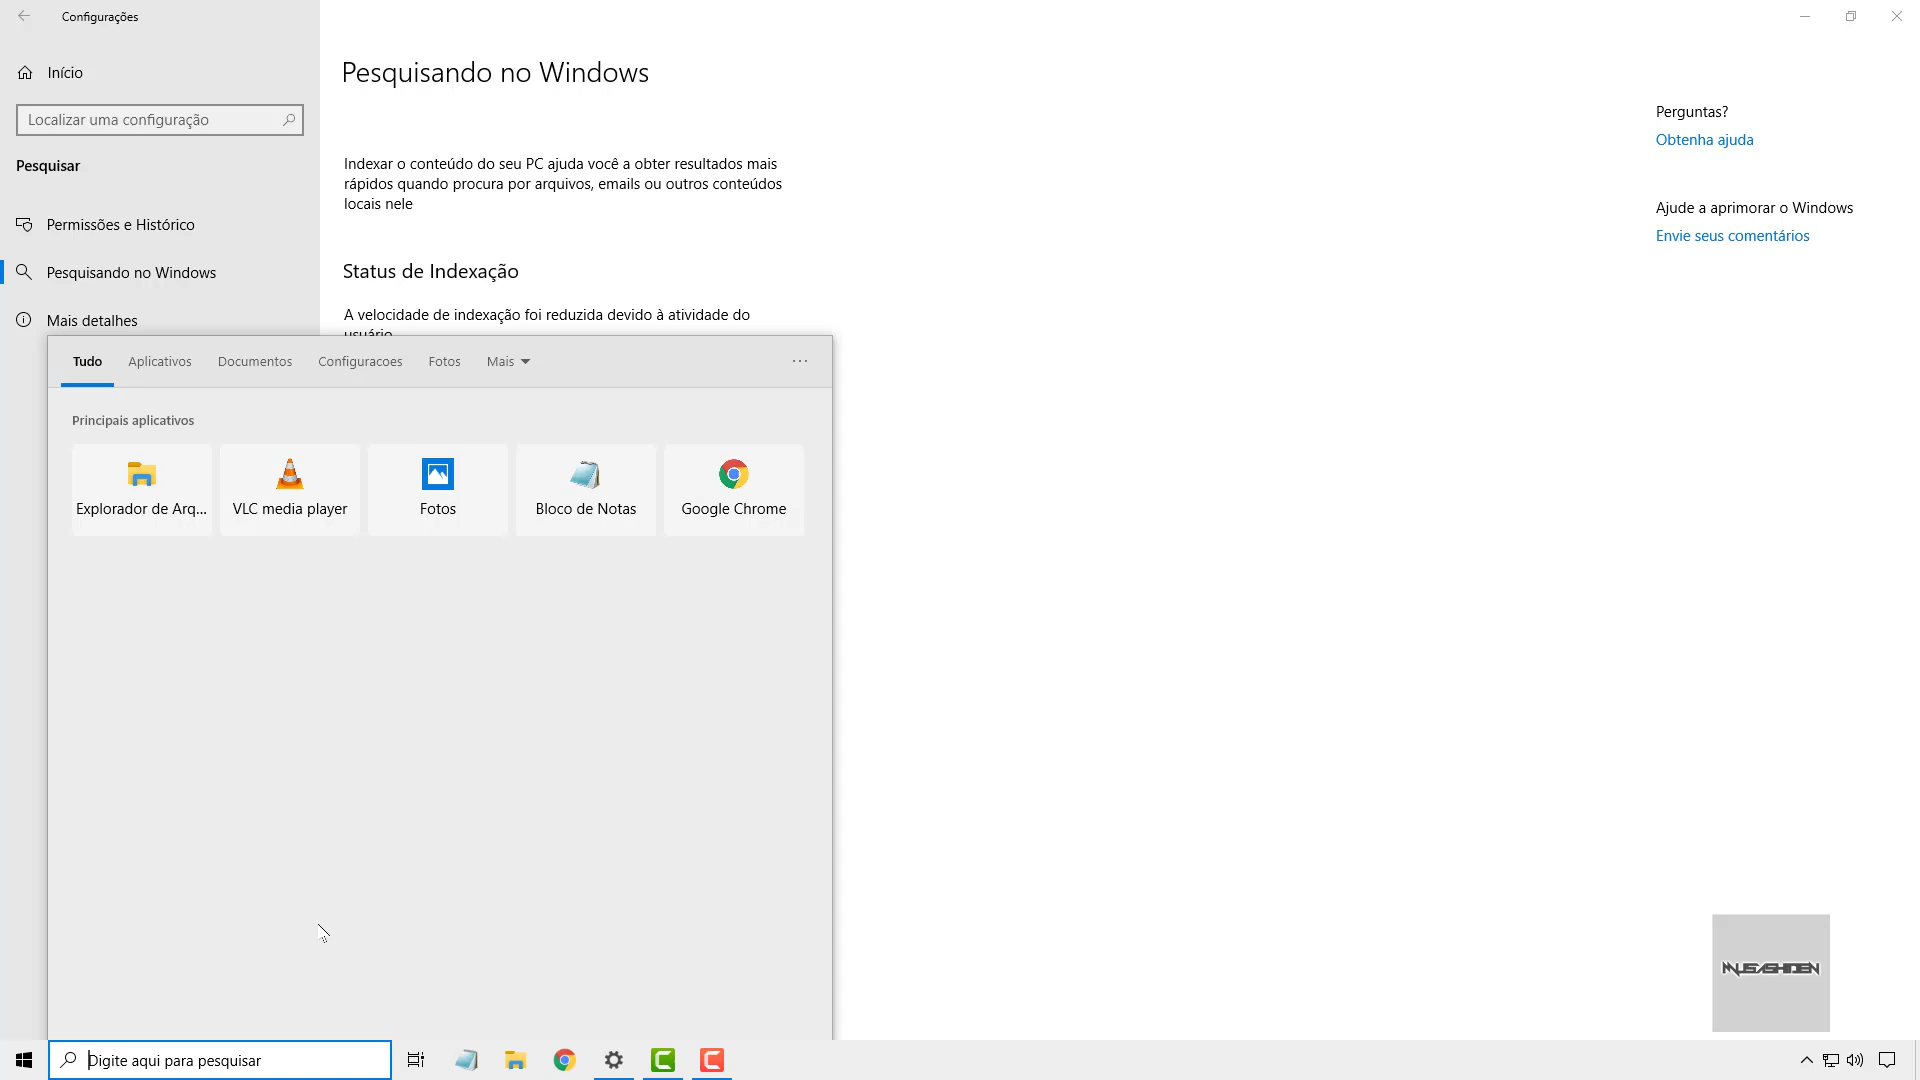 Configurações
Início
Localizar uma configuração
Pesquisar
Permissões e Histórico
Pesquisando no Windows
Mais detalhes
Pesquisando no Windows
Indexar o conteúdo do seu PC ajuda você a obter resultados mais
rápidos quando procura por arquivos, emails ou outros conteúdos
locais nele
Status de Indexação
A velocidade de indexação foi reduzida devido à atividade do
usuário
Perguntas?
Obtenha ajuda
Ajude a aprimorar o Windows
Envie seus comentários
Tudo Aplicativos Documentos Configuracoes Fotos Mais ...
Principais aplicativos
Explorador de Arq... VLC media player Fotos Bloco de Notas Google Chrome
MUSASHIDEN
Digite aqui para pesquisar